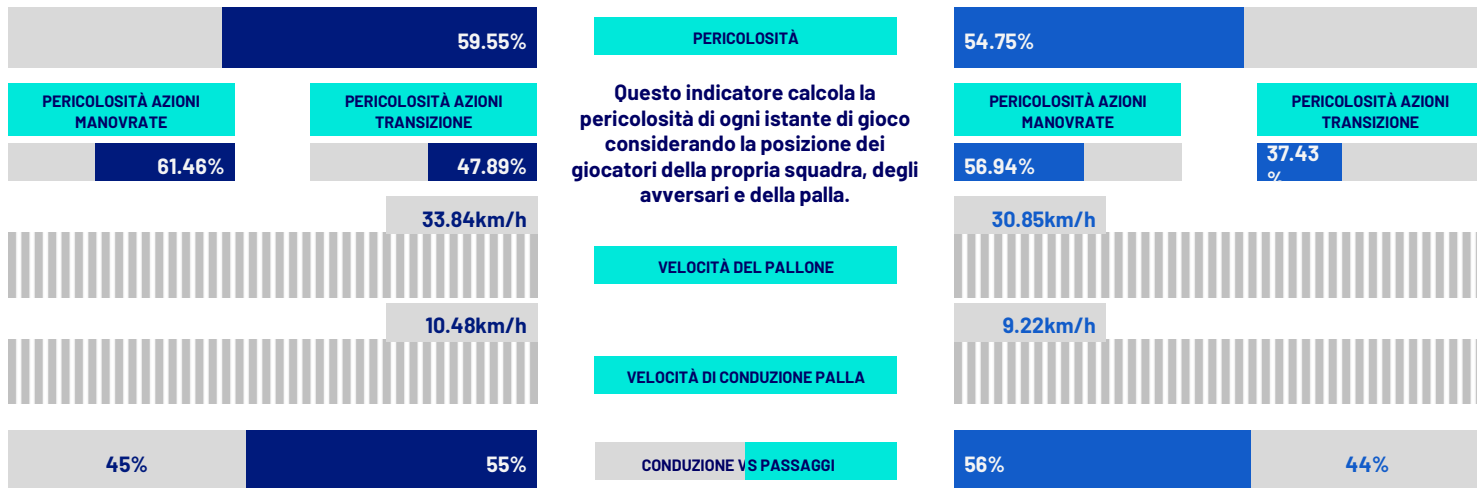 59.55%
PERICOLOSITÀ
54.75%
PERICOLOSITÀ AZIONI
MANOVRATE
61.46%
PERICOLOSITÀ AZIONI
TRANSIZIONE
47.89%
Questo indicatore calcola la
pericolosità di ogni istante di gioco
considerando la posizione dei
giocatori della propria squadra, degli
avversari e della palla.
PERICOLOSITÀ AZIONI
MANOVRATE
56.94%
PERICOLOSITÀ AZIONI
TRANSIZIONE
37.43
%
33.84km/h
VELOCITÀ DEL PALLONE
30.85km/h
10.48km/h
VELOCITÀ DI CONDUZIONE PALLA
9.22km/h
45%
55%
CONDUZIONE VS PASSAGGI
56%
44%